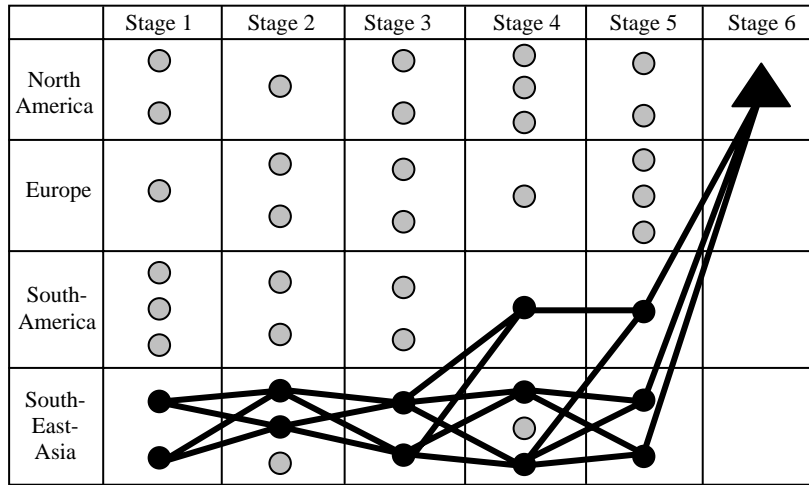 Stage 1 Stage 2 Stage 3 Stage 4 Stage 5 Stage 6
North
America
Europe
South-
America
South-
East-
Asia